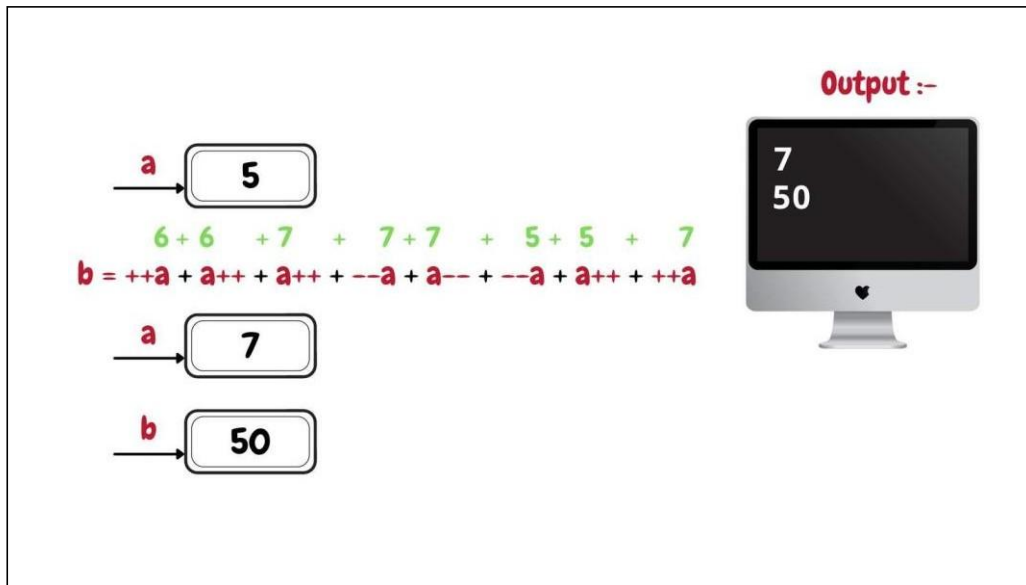 Output :-
7
50
a
5
6 + 6 + 7 + 7 + 7 + 5 + 5 + 7
b = ++a + a++ + a++ + --a + a-- + --a + a++ + ++a
a
7
b
50